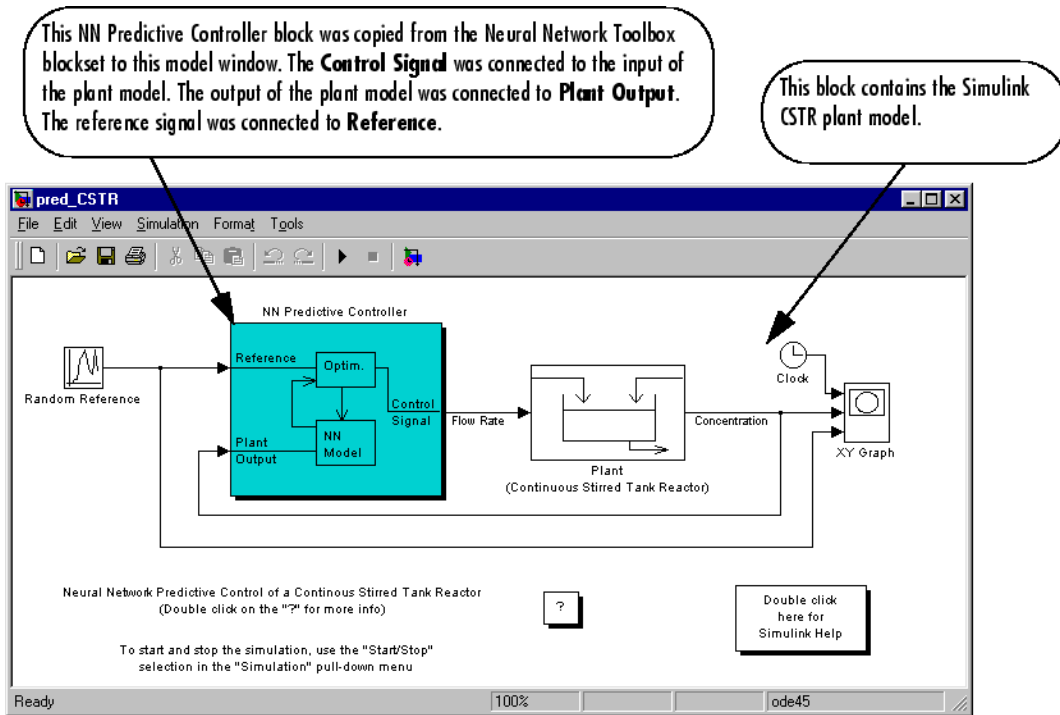 This NN Predictive Controller block was copied from the Neural Network Toolbox
blockset to this model window. The Control Signal was connected to the input of
the plant model. The output of the plant model was connected to Plant Output.
The reference signal was connected to Reference.
This block contains the Simulink
CSTR plant model.
pred_CSTR
File Edit View Simulation Format Tools
NN Predictive Controller
Reference
Optim.
Control
Signal
Plant
Output
NN
Model
Random Reference
Flow Rate
Plant
(Continuous Stirred Tank Reactor)
Concentration
Clock
XY Graph
Neural Network Predictive Control of a Continous Stirred Tank Reactor
(Double click on the "?" for more info)
?
Double click
here for
Simulink Help
To start and stop the simulation, use the "Start/Stop"
selection in the "Simulation" pull-down menu
Ready
100%
ode45